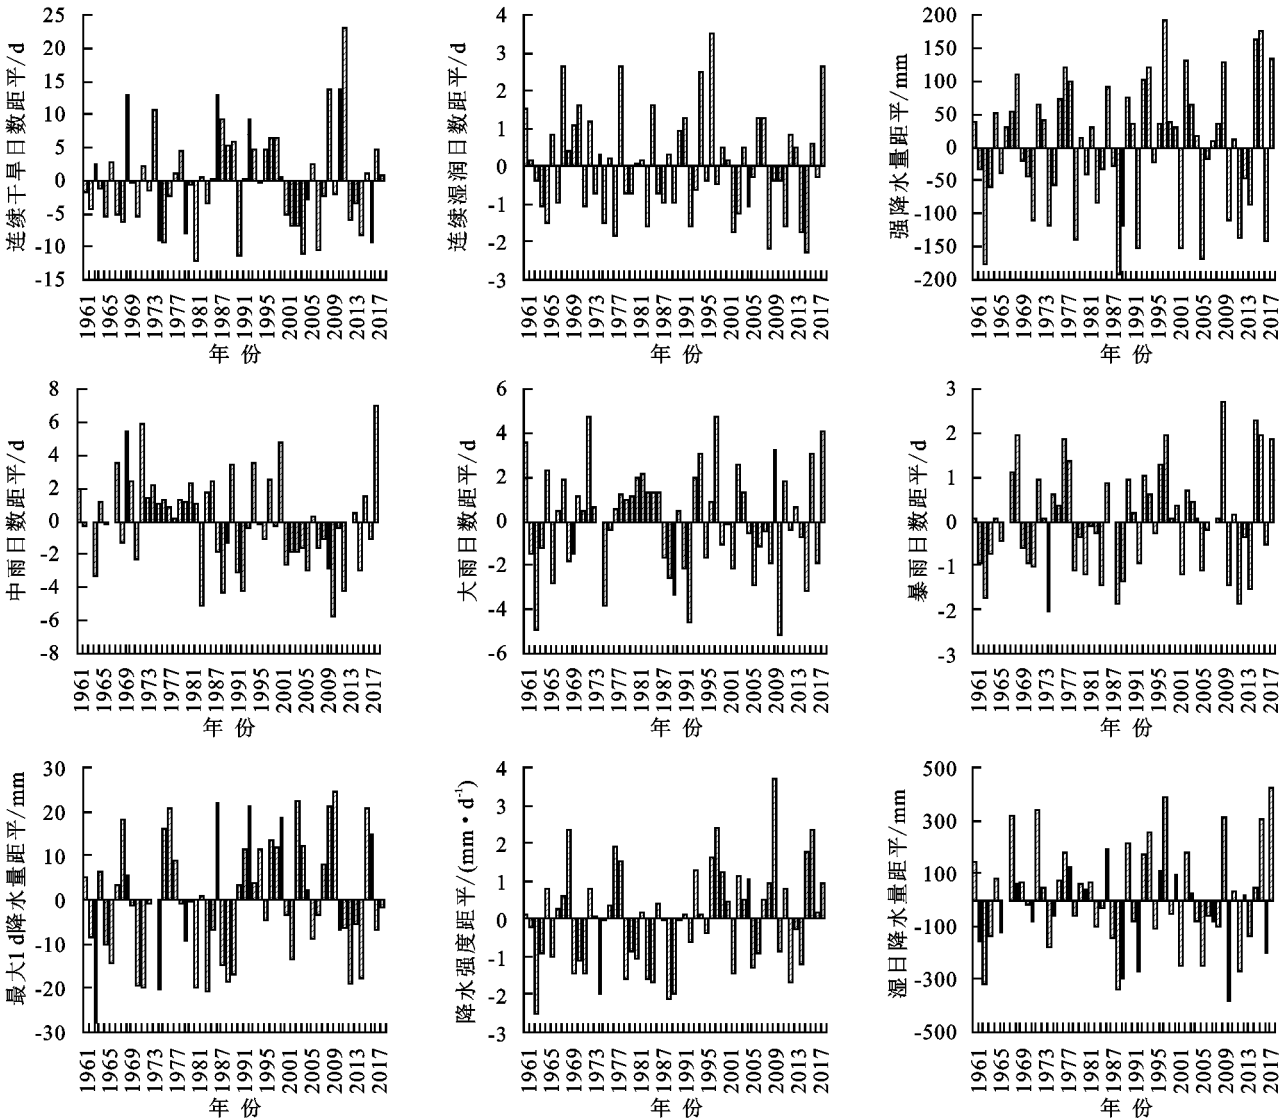 连续干旱日数距平/d
25
20
15
10
5
0
-5
-10
-15
1961 1965 1969 1973 1977 1981 1987 1991 1995 2001 2005 2009 2013 2017
年 份
连续湿润日数距平/d
4
3
2
1
0
-1
-2
-3
1961 1965 1969 1973 1977 1981 1987 1991 1995 2001 2005 2009 2013 2017
年 份
强降水量距平/mm
200
150
100
50
0
-50
-100
-150
-200
1961 1965 1969 1973 1977 1981 1987 1991 1995 2001 2005 2009 2013 2017
年 份
中雨日数距平/d
8
6
4
2
0
-2
-4
-6
-8
1961 1965 1969 1973 1977 1981 1987 1991 1995 2001 2005 2009 2013 2017
年 份
大雨日数距平/d
6
4
2
0
-2
-4
-6
1961 1965 1969 1973 1977 1981 1987 1991 1995 2001 2005 2009 2013 2017
年 份
暴雨日数距平/d
3
2
1
0
-1
-2
-3
1961 1965 1969 1973 1977 1981 1987 1991 1995 2001 2005 2009 2013 2017
年 份
最大1 d降水量距平/mm
30
20
10
0
-10
-20
-30
1961 1965 1969 1973 1977 1981 1987 1991 1995 2001 2005 2009 2013 2017
年 份
降水强度距平/(mm·d⁻¹)
4
3
2
1
0
-1
-2
-3
1961 1965 1969 1973 1977 1981 1987 1991 1995 2001 2005 2009 2013 2017
年 份
湿日降水量距平/mm
500
300
100
-100
-300
-500
1961 1965 1969 1973 1977 1981 1987 1991 1995 2001 2005 2009 2013 2017
年 份